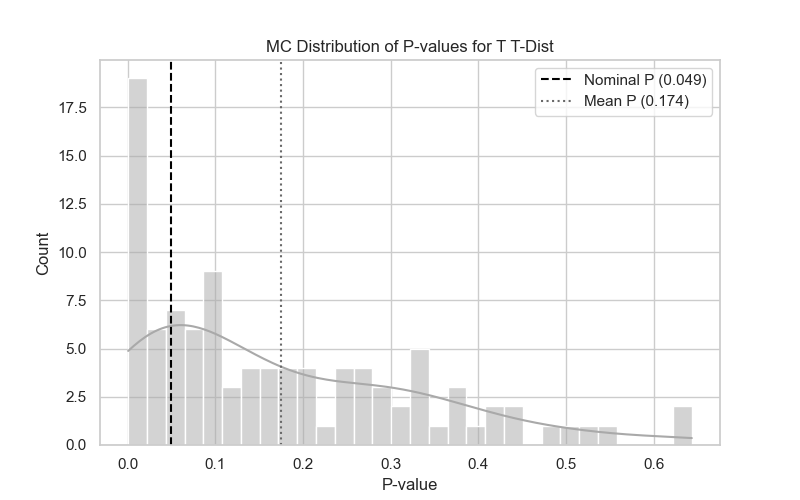 MC Distribution of P-values for T T-Dist
Nominal P (0.049)
Mean P (0.174)
Count
17.5
15.0
12.5
10.0
7.5
5.0
2.5
0.0
0.0 0.1 0.2 0.3 0.4 0.5 0.6
P-value